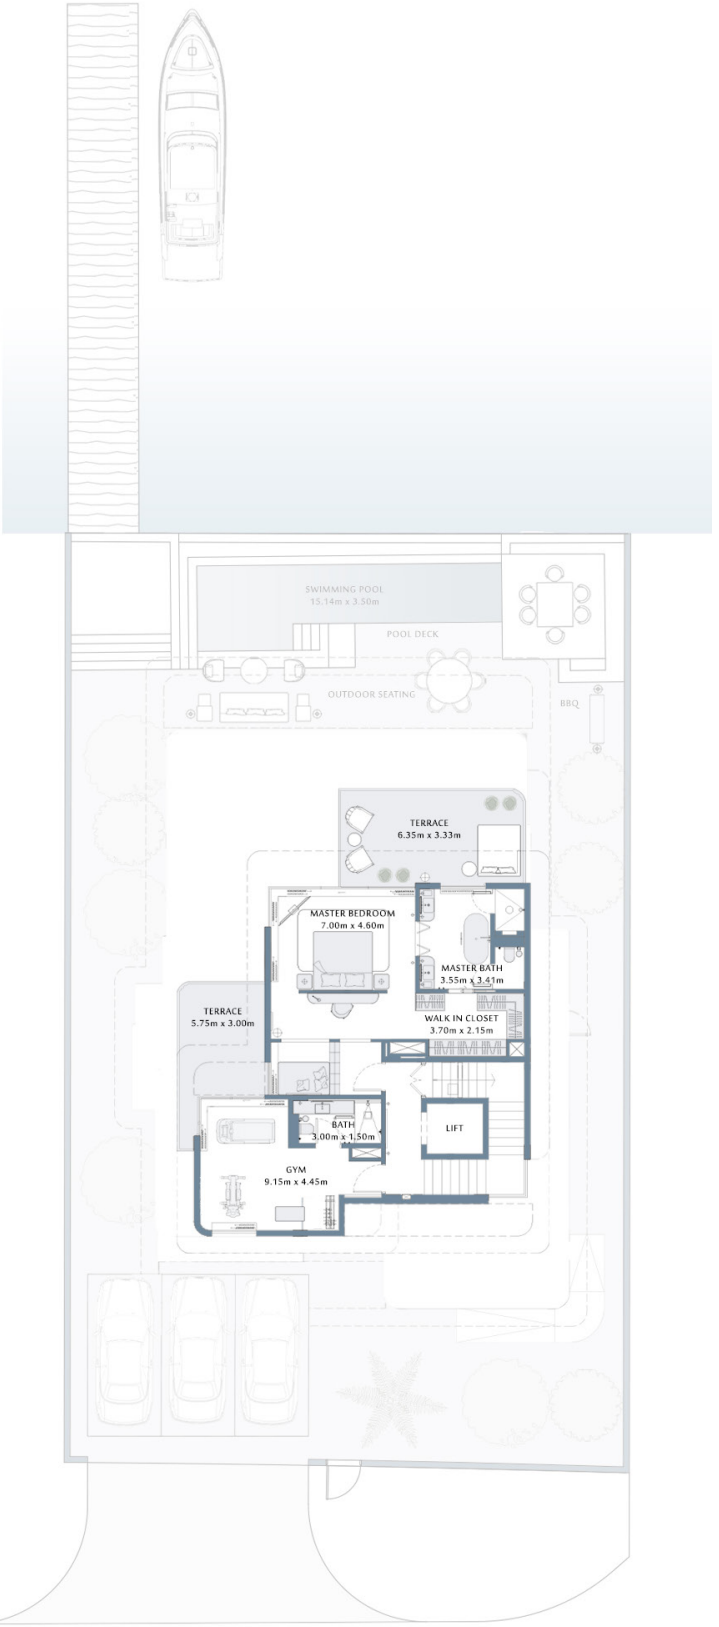 SWIMMING POOL
15.14m x 3.50m
POOL DECK
OUTDOOR SEATING
BBQ
TERRACE
6.35m x 3.33m
MASTER BEDROOM
7.00m x 4.60m
MASTER BATH
3.55m x 3.41m
TERRACE
5.75m x 3.00m
WALK IN CLOSET
3.70m x 2.15m
BATH
3.00m x 1.50m
LIFT
GYM
9.15m x 4.45m